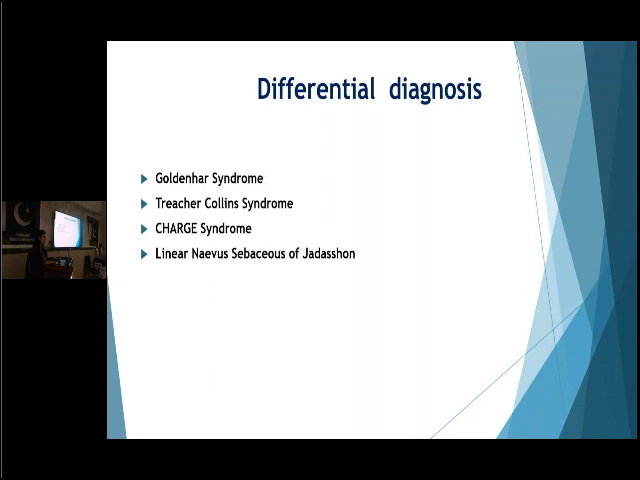 Differential diagnosis
Goldenhar Syndrome
Treacher Collins Syndrome
CHARGE Syndrome
Linear Naevus Sebaceous of Jadasshon